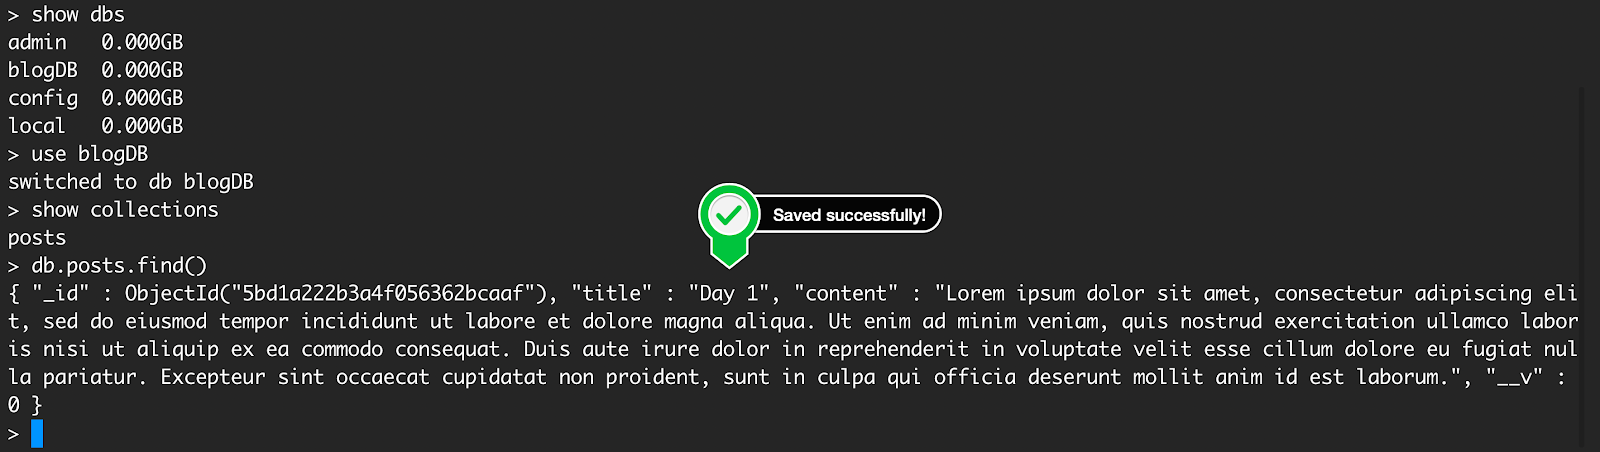 > show dbs
admin   0.000GB
blogDB  0.000GB
config  0.000GB
local   0.000GB
> use blogDB
switched to db blogDB
> show collections
Saved successfully!
posts
> db.posts.find()
{ "_id" : ObjectId("5bd1a222b3a4f056362bcaaf"), "title" : "Day 1", "content" : "Lorem ipsum dolor sit amet, consectetur adipiscing eli
t, sed do eiusmod tempor incididunt ut labore et dolore magna aliqua. Ut enim ad minim veniam, quis nostrud exercitation ullamco labor
is nisi ut aliquip ex ea commodo consequat. Duis aute irure dolor in reprehenderit in voluptate velit esse cillum dolore eu fugiat nul
la pariatur. Excepteur sint occaecat cupidatat non proident, sunt in culpa qui officia deserunt mollit anim id est laborum.", "__v" :
0 }
>